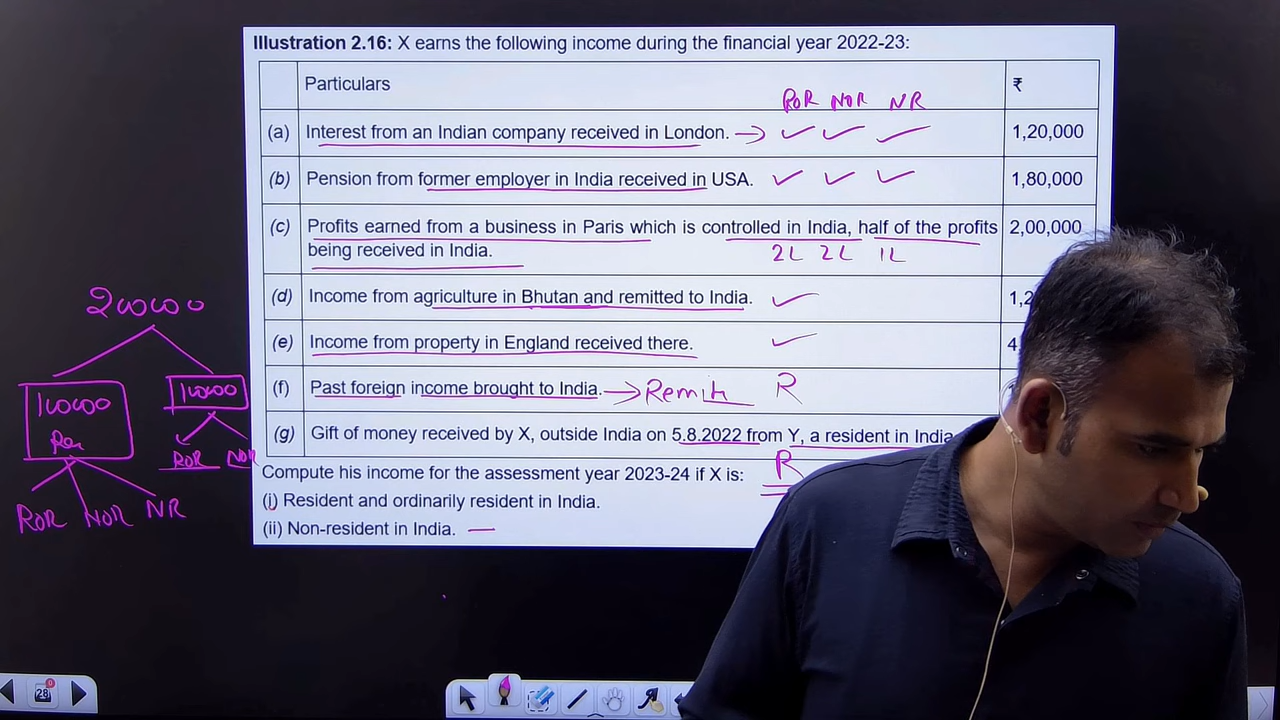 Illustration 2.16: X earns the following income during the financial year 2022-23:
Particulars ₹
ROR NOR NR
(a) Interest from an Indian company received in London. → ✓ ✓ ✓ 1,20,000
(b) Pension from former employer in India received in USA. ✓ ✓ ✓ 1,80,000
(c) Profits earned from a business in Paris which is controlled in India, half of the profits 2,00,000
being received in India. 2L 2L 1L
(d) Income from agriculture in Bhutan and remitted to India. ✓
(e) Income from property in England received there. ✓
(f) Past foreign income brought to India. → R
(g) Gift of money received by X, outside India on 5.8.2022 from Y, a resident in India
Compute his income for the assessment year 2023-24 if X is: R
(i) Resident and ordinarily resident in India.
(ii) Non-resident in India. —
200000
100000 100000
Rec
ROR NOR
ROR NOR NR
28